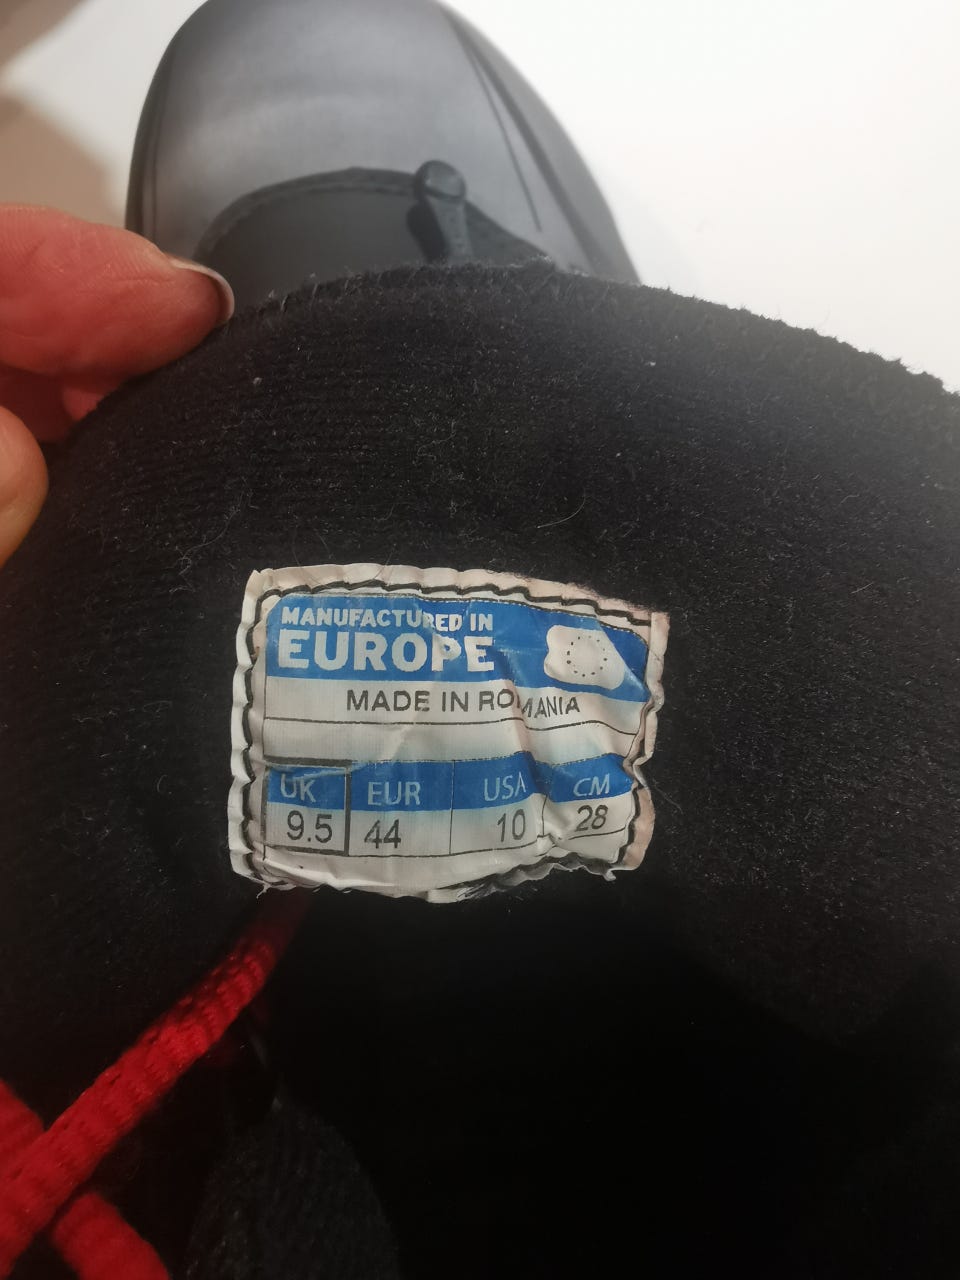 MANUFACTURED IN
EUROPE
MADE IN ROMANIA
UK EUR USA CM
9.5 44 10 28